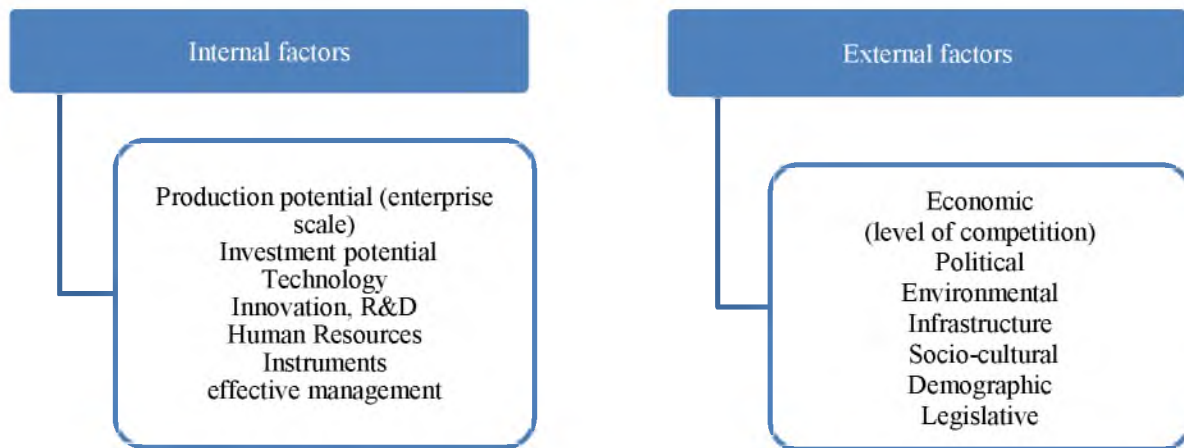 Internal factors
Production potential (enterprise
scale)
Investment potential
Technology
Innovation, R&D
Human Resources
Instruments
effective management
External factors
Economic
(level of competition)
Political
Environmental
Infrastructure
Socio-cultural
Demographic
Legislative